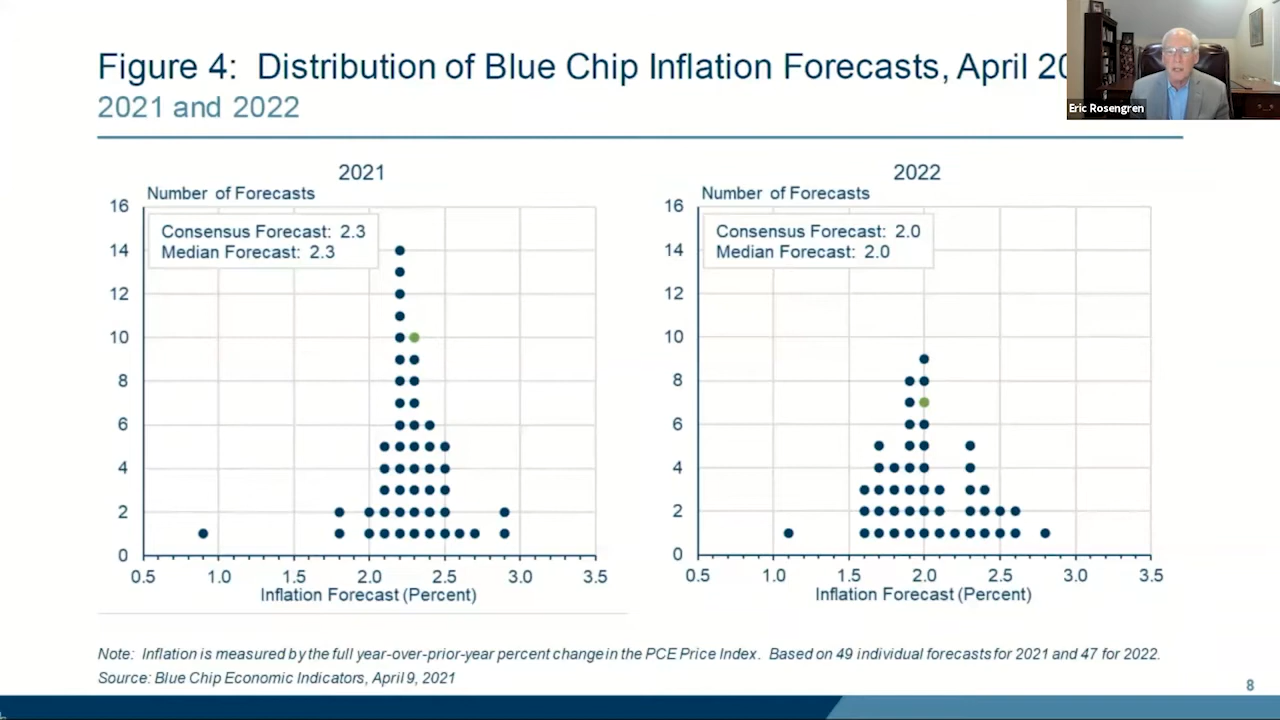 Figure 4: Distribution of Blue Chip Inflation Forecasts, April 20
2021 and 2022
Eric Rosengren
2021
Number of Forecasts
Consensus Forecast: 2.3
Median Forecast: 2.3
16
14
12
10
8
6
4
2
0
0.5 1.0 1.5 2.0 2.5 3.0 3.5
Inflation Forecast (Percent)
2022
Number of Forecasts
Consensus Forecast: 2.0
Median Forecast: 2.0
16
14
12
10
8
6
4
2
0
0.5 1.0 1.5 2.0 2.5 3.0 3.5
Inflation Forecast (Percent)
Note: Inflation is measured by the full year-over-prior-year percent change in the PCE Price Index. Based on 49 individual forecasts for 2021 and 47 for 2022.
Source: Blue Chip Economic Indicators, April 9, 2021
8